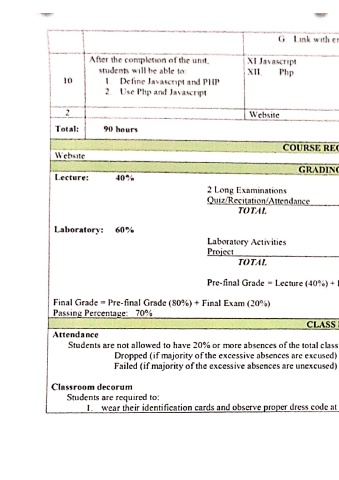 G. Link with
After the completion of the unit, XI Javascript
students will be able to: XII. Php
10 1. Define Javascript and PHP
2. Use Php and Javascript
2 Website
Total: 90 hours
COURSE
Website
GRADING
Lecture: 40%
2 Long Examinations
Quiz/Recitation/Attendance
TOTAL
Laboratory: 60%
Laboratory Activities
Project
TOTAL
Pre-final Grade = Lecture (40%) +
Final Grade = Pre-final Grade (80%) + Final Exam (20%)
Passing Percentage: 70%
CLASS
Attendance
Students are not allowed to have 20% or more absences of the total class
Dropped (if majority of the excessive absences are excused)
Failed (if majority of the excessive absences are unexcused)
Classroom decorum
Students are required to:
1. wear their identification cards and observe proper dress code at